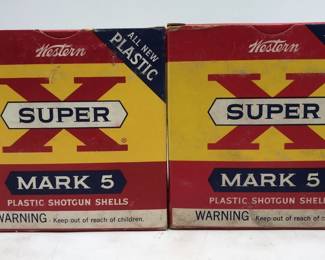 Western
ALL NEW
PLASTIC
X
SUPER
®
MARK 5
PLASTIC SHOTGUN SHELLS
WARNING - Keep out of reach of children.
Western
X
SUPER
MARK 5
PLASTIC SHOTGUN SHELLS
WARNING - Keep out of reach of